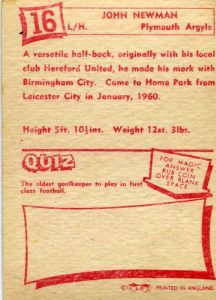 16
JOHN NEWMAN
L/H. Plymouth Argyle
A versatile half-back, originally with his local
club Hereford United, he made his mark with
Birmingham City. Came to Home Park from
Leicester City in January, 1960.
Height 5ft. 10½ins. Weight 12st. 3lbs.
QUIZ
The oldest goalkeeper to play in first
class football.
FOR MAGIC
ANSWER
RUB COIN
OVER BLANK
SPACE
PRINTED IN ENGLAND